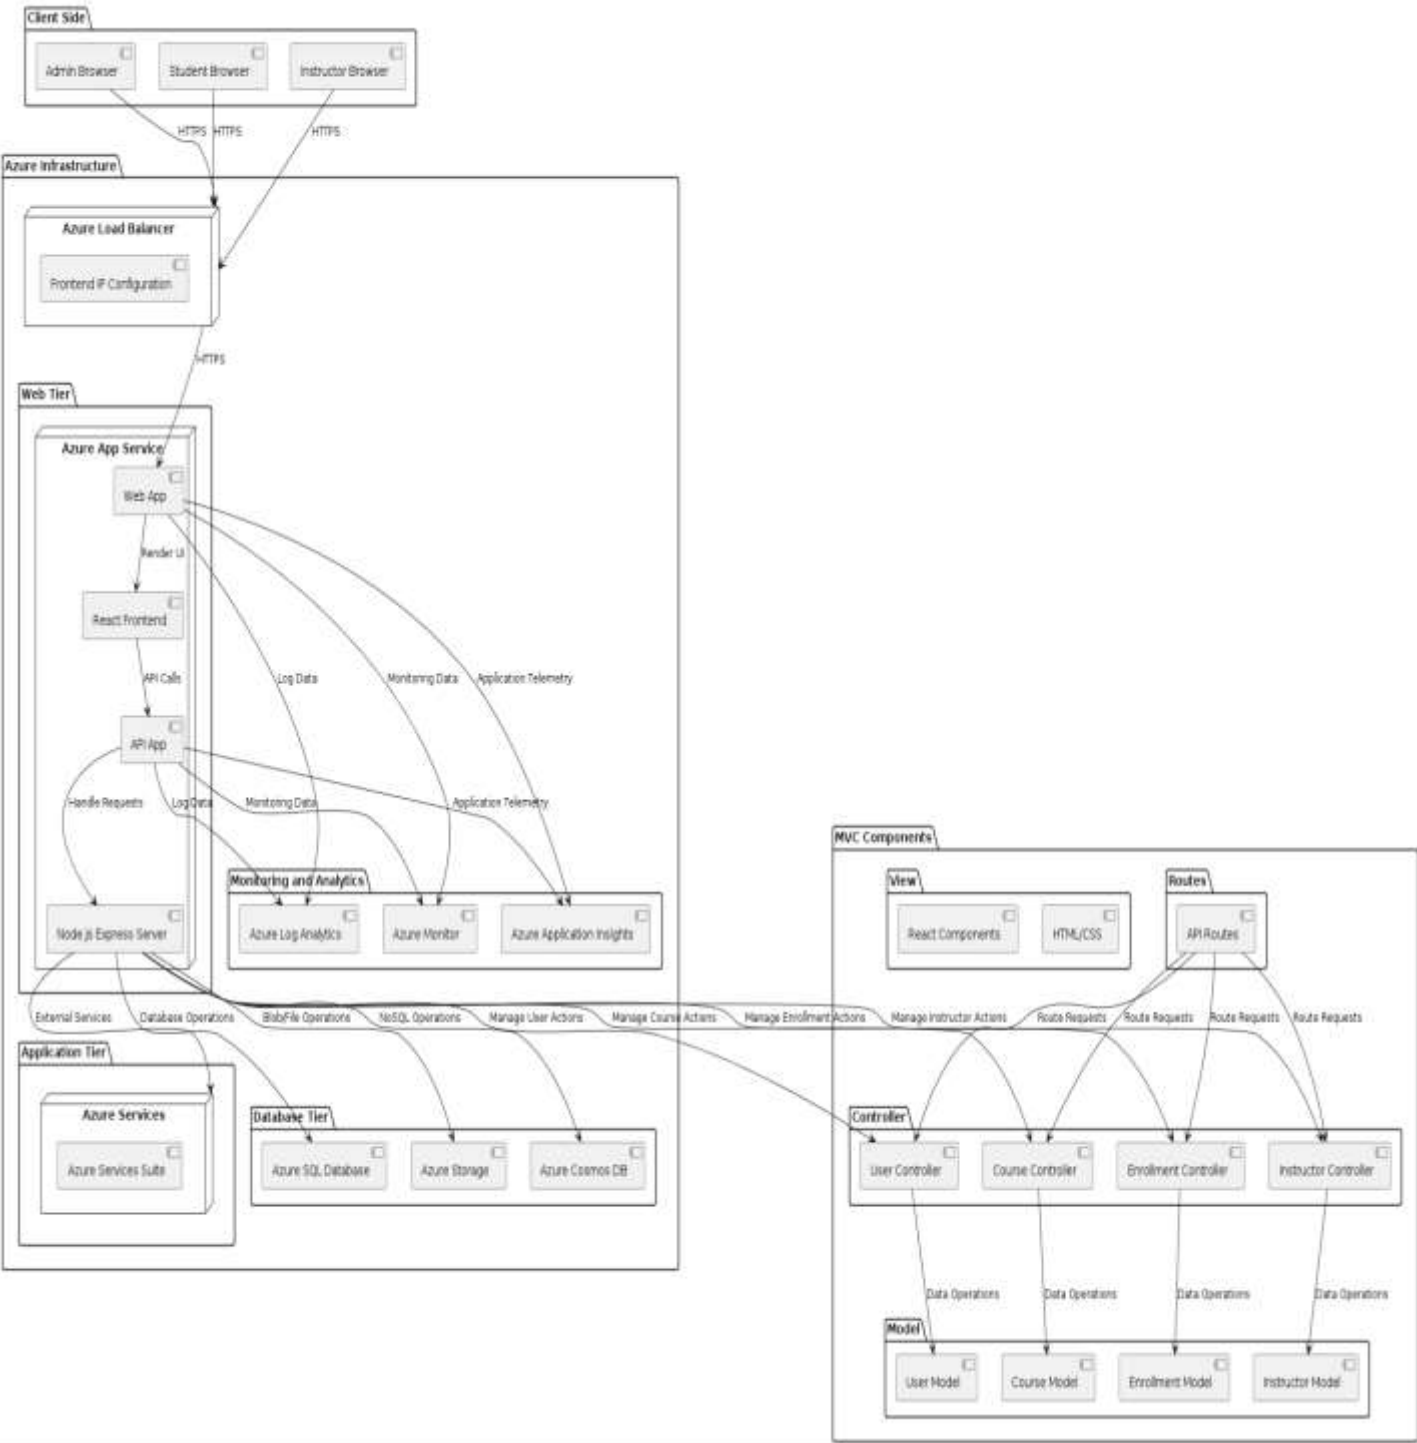 Client Side
Admin Browser
Student Browser
Instructor Browser
HTTPS
HTTPS
HTTPS
Azure Infrastructure
Azure Load Balancer
Frontend IP Configuration
HTTPS
Web Tier
Azure App Service
Web App
Render UI
React Frontend
API Calls
Log Data
Monitoring Data
Application Telemetry
API App
Handle Requests
Log Data
Monitoring Data
Application Telemetry
MVC Components
Monitoring and Analytics
View
Routes
Node js Express Server
Azure Log Analytics
Azure Monitor
Azure Application Insights
React Components
HTML/CSS
API Routes
External Services
Database Operations
Blob/File Operations
NoSQL Operations
Manage User Actions
Manage Course Actions
Manage Enrollment Actions
Manage Instructor Actions
Route Requests
Route Requests
Route Requests
Route Requests
Application Tier
Azure Services
Azure Services Suite
Database Tier
Azure SQL Database
Azure Storage
Azure Cosmos DB
Controller
User Controller
Course Controller
Enrollment Controller
Instructor Controller
Data Operations
Data Operations
Data Operations
Data Operations
Model
User Model
Course Model
Enrollment Model
Instructor Model